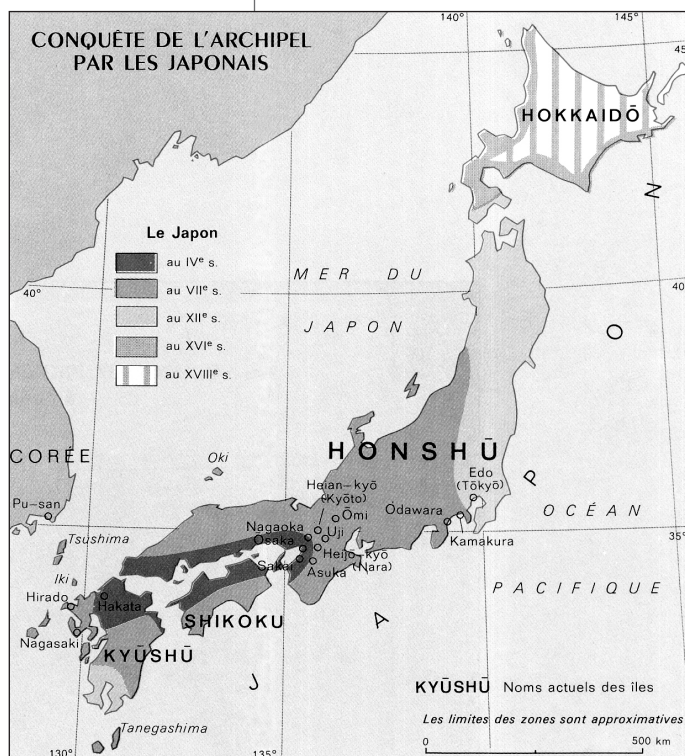 140°
145°
CONQUÊTE DE L'ARCHIPEL
PAR LES JAPONAIS
45°
HOKKAIDŌ
N
Le Japon
au IVe s.
au VIIe s.
au XIIe s.
au XVIe s.
au XVIIIe s.
MER DU
JAPON
40°
40°
O
CORÉE
Oki
HONSHŪ
Edo
(Tōkyō)
P
Heian-kyō
(Kyōto)
Ōmi
Ōdawara
OCÉAN
Pu-san
Nagaoka
Uji
Osaka
35°
Tsushima
Sakai
Heijō-kyō
(Nara)
Asuka
Kamakura
PACIFIQUE
Iki
Hirado
Hakata
SHIKOKU
A
Nagasaki
KYŪSHŪ
J
KYŪSHŪ Noms actuels des îles
Tanegashima
Les limites des zones sont approximatives
130°
135°
0 500 km